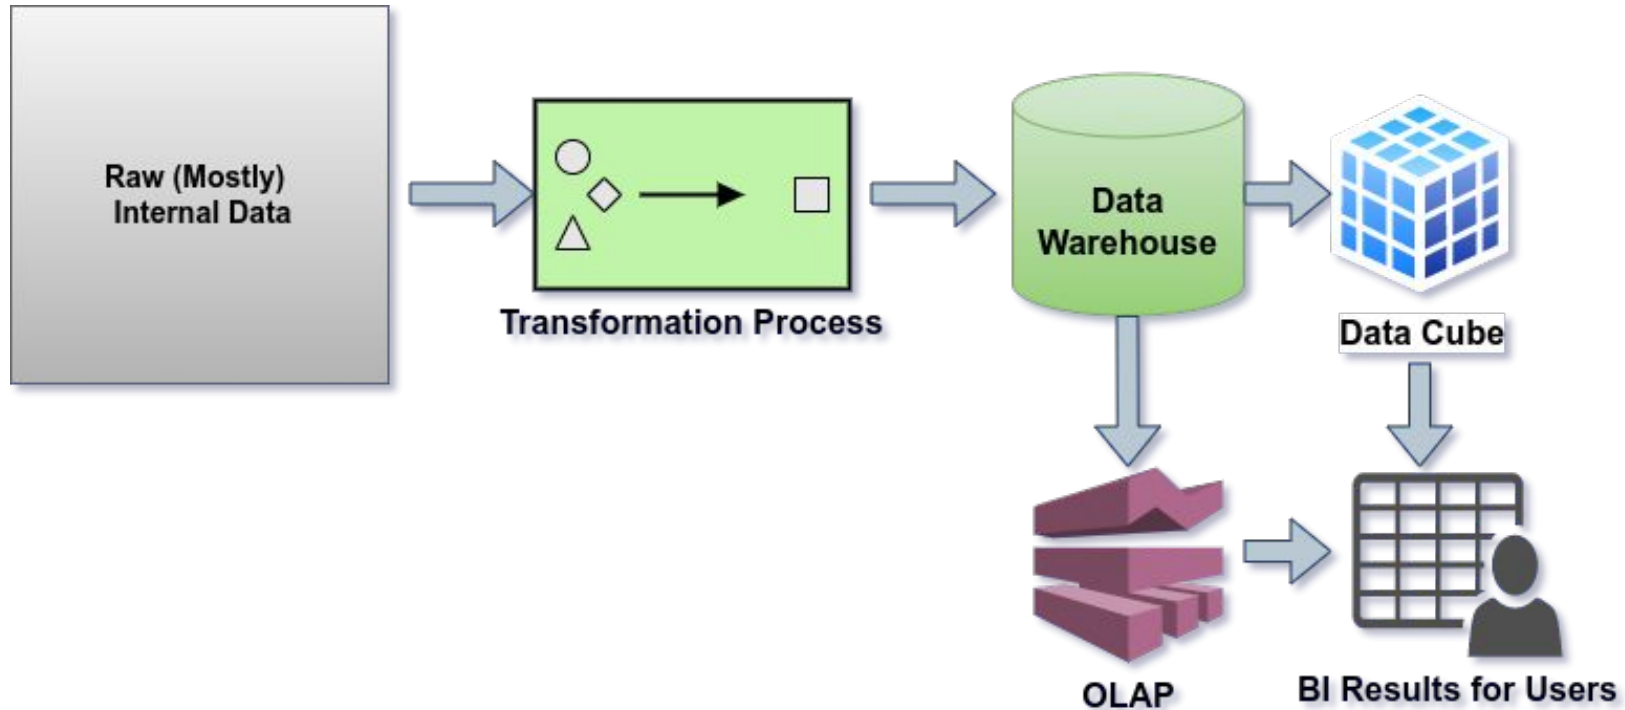 Raw (Mostly)
Internal Data
Transformation Process
Data
Warehouse
Data Cube
OLAP
BI Results for Users